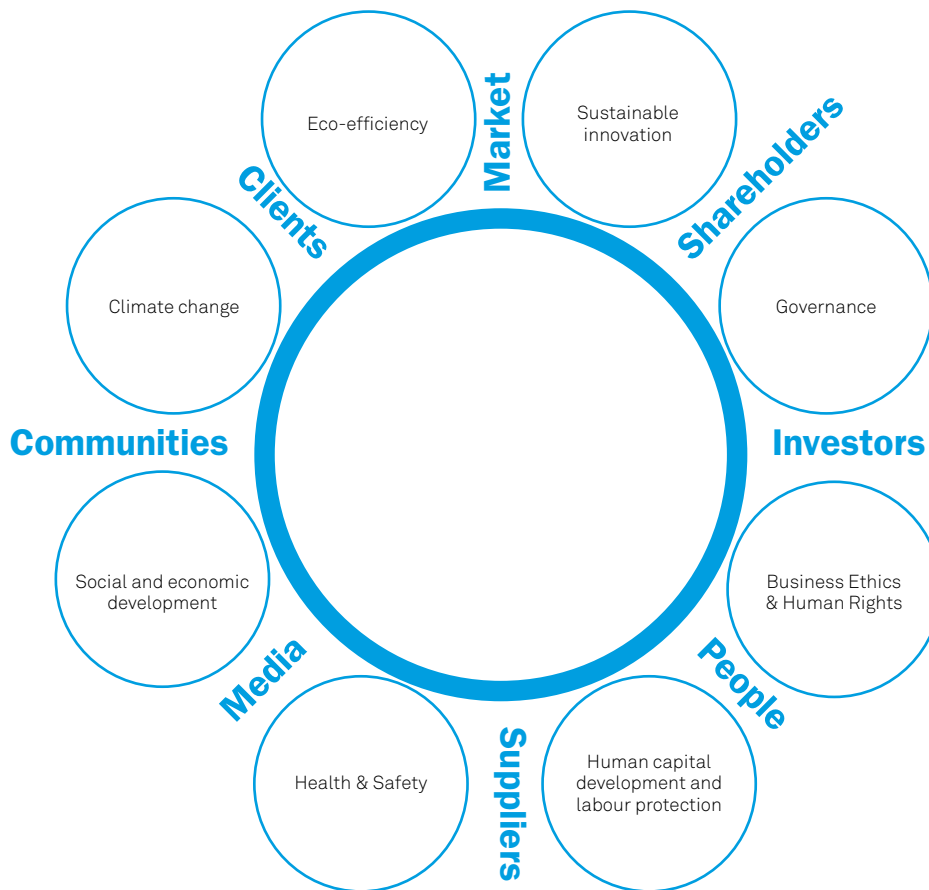 Market
Eco-efficiency
Sustainable
innovation
Shareholders
Clients
Climate change
Governance
Communities
Investors
Social and economic
development
Business Ethics
& Human Rights
Media
People
Health & Safety
Suppliers
Human capital
development and
labour protection